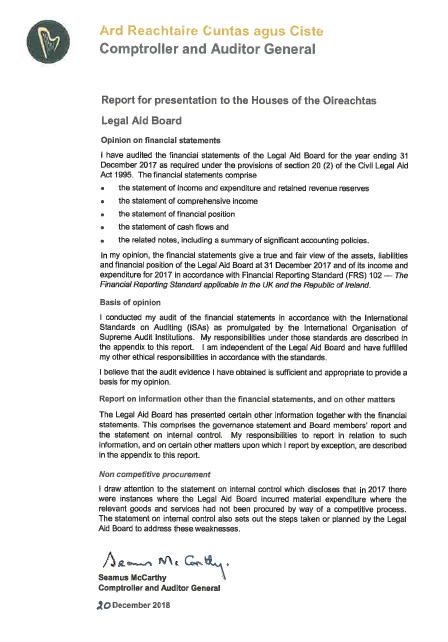 Ard Reachtaire Cuntas agus Ciste
Comptroller and Auditor General
Report for presentation to the Houses of the Oireachtas
Legal Aid Board
Opinion on financial statements
I have audited the financial statements of the Legal Aid Board for the year ending 31
December 2017 as required under the provisions of section 20 (2) of the Civil Legal Aid
Act 1995. The financial statements comprise
• the statement of income and expenditure and retained revenue reserves
• the statement of comprehensive income
• the statement of financial position
• the statement of cash flows and
• the related notes, including a summary of significant accounting policies.
In my opinion, the financial statements give a true and fair view of the assets, liabilities
and financial position of the Legal Aid Board at 31 December 2017 and of its income and
expenditure for 2017 in accordance with Financial Reporting Standard (FRS) 102 — The
Financial Reporting Standard applicable in the UK and the Republic of Ireland.
Basis of opinion
I conducted my audit of the financial statements in accordance with the International
Standards on Auditing (ISAs) as promulgated by the International Organisation of
Supreme Audit Institutions. My responsibilities under those standards are described in
the appendix to this report. I am independent of the Legal Aid Board and have fulfilled
my other ethical responsibilities in accordance with the standards.
I believe that the audit evidence I have obtained is sufficient and appropriate to provide a
basis for my opinion.
Report on information other than the financial statements, and on other matters
The Legal Aid Board has presented certain other information together with the financial
statements. This comprises the governance statement and Board members' report and
the statement on internal control. My responsibilities to report in relation to such
information, and on certain other matters upon which I report by exception, are described
in the appendix to this report.
Non competitive procurement
I draw attention to the statement on internal control which discloses that in 2017 there
were instances where the Legal Aid Board incurred material expenditure where the
relevant goods and services had not been procured by way of a competitive process.
The statement on internal control also sets out the steps taken or planned by the Legal
Aid Board to address these weaknesses.
Seamus McCarthy.
Seamus McCarthy
Comptroller and Auditor General
20 December 2018